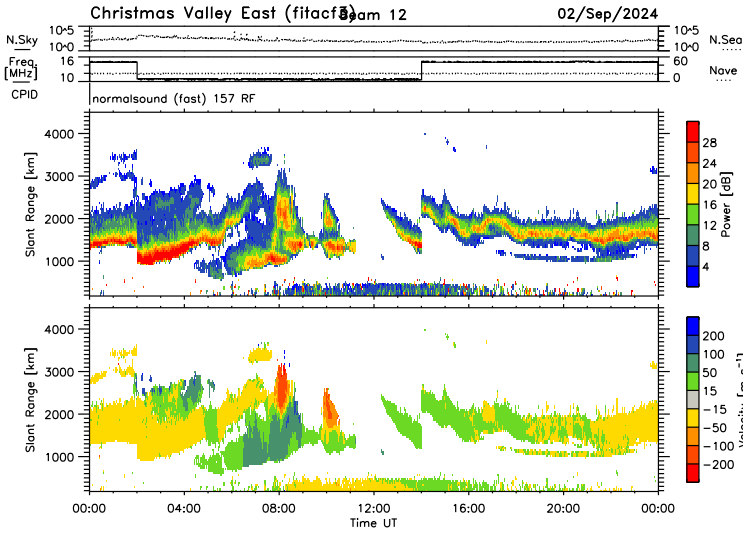 Christmas Valley East (fitacf3) Beam 12 02/Sep/2024
N.Sky 10^5 10^0 10^5 10^0 N.Sea
Freq. [MHz] 16 10 60 0 Nave
CPID normalsound (fast) 157 RF
Slant Range [km]
4000
3000
2000
1000
28
24
20
16
12
8
4
Power [dB]
Slant Range [km]
4000
3000
2000
1000
200
100
50
15
-15
-50
-100
-200
Velocity [m s-1]
00:00 04:00 08:00 12:00 16:00 20:00 00:00
Time UT